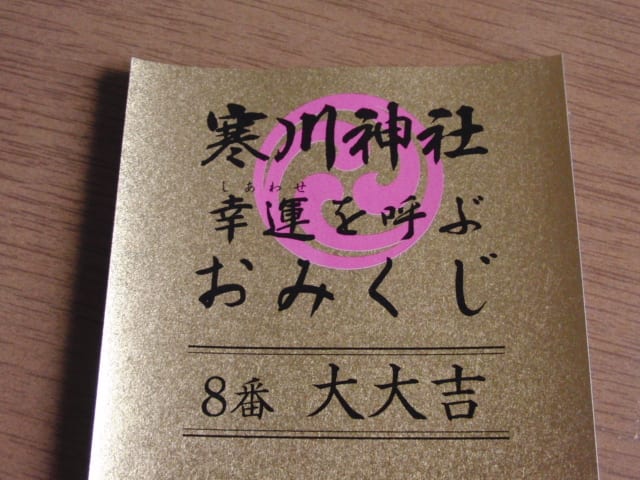 寒川神社
しあわせ
幸運を呼ぶ
おみくじ
8番 大大吉